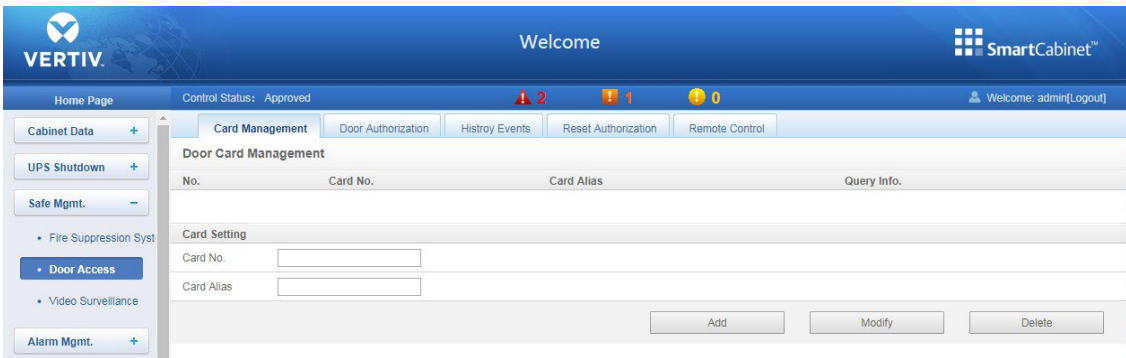 VERTIV.
Welcome
SmartCabinet™
Home Page
Control Status: Approved
2
1
0
Welcome: admin[Logout]
Cabinet Data +
UPS Shutdown +
Safe Mgmt. −
• Fire Suppression Syst
• Door Access
• Video Surveillance
Alarm Mgmt. +
Card Management Door Authorization Histroy Events Reset Authorization Remote Control
Door Card Management
No. Card No. Card Alias Query Info.
Card Setting
Card No.
Card Alias
Add Modify Delete